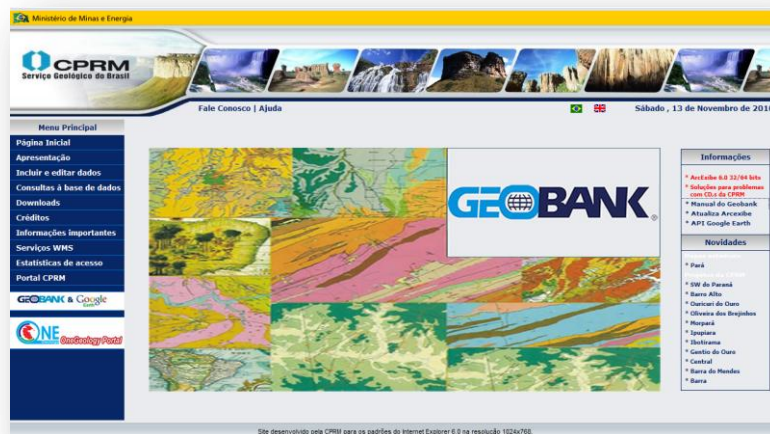 Ministério de Minas e Energia
CPRM
Serviço Geológico do Brasil
Fale Conosco | Ajuda
Sábado , 13 de Novembro de 2010
Menu Principal
Página Inicial
Apresentação
Incluir e editar dados
Consultas à base de dados
Downloads
Créditos
Informações importantes
Serviços WMS
Estatísticas de acesso
Portal CPRM
GEOBANK & Google
Earth
ONE OneGeology Portal
GEOBANK®
Informações
* ArcExibe 6.0 32/64 bits
* Soluções para problemas
com CD,s da CPRM
* Manual do Geobank
* Atualiza Arcexibe
* API Google Earth
Novidades
* Pará
* SW do Paraná
* Barro Alto
* Ouricuri do Ouro
* Oliveira dos Brejinhos
* Morpará
* Ipupiara
* Ibotirama
* Gentio do Ouro
* Central
* Barra do Mendes
* Barra
Site desenvolvido pela CPRM para os padrões do Internet Explorer 6.0 na resolução 1024x768.